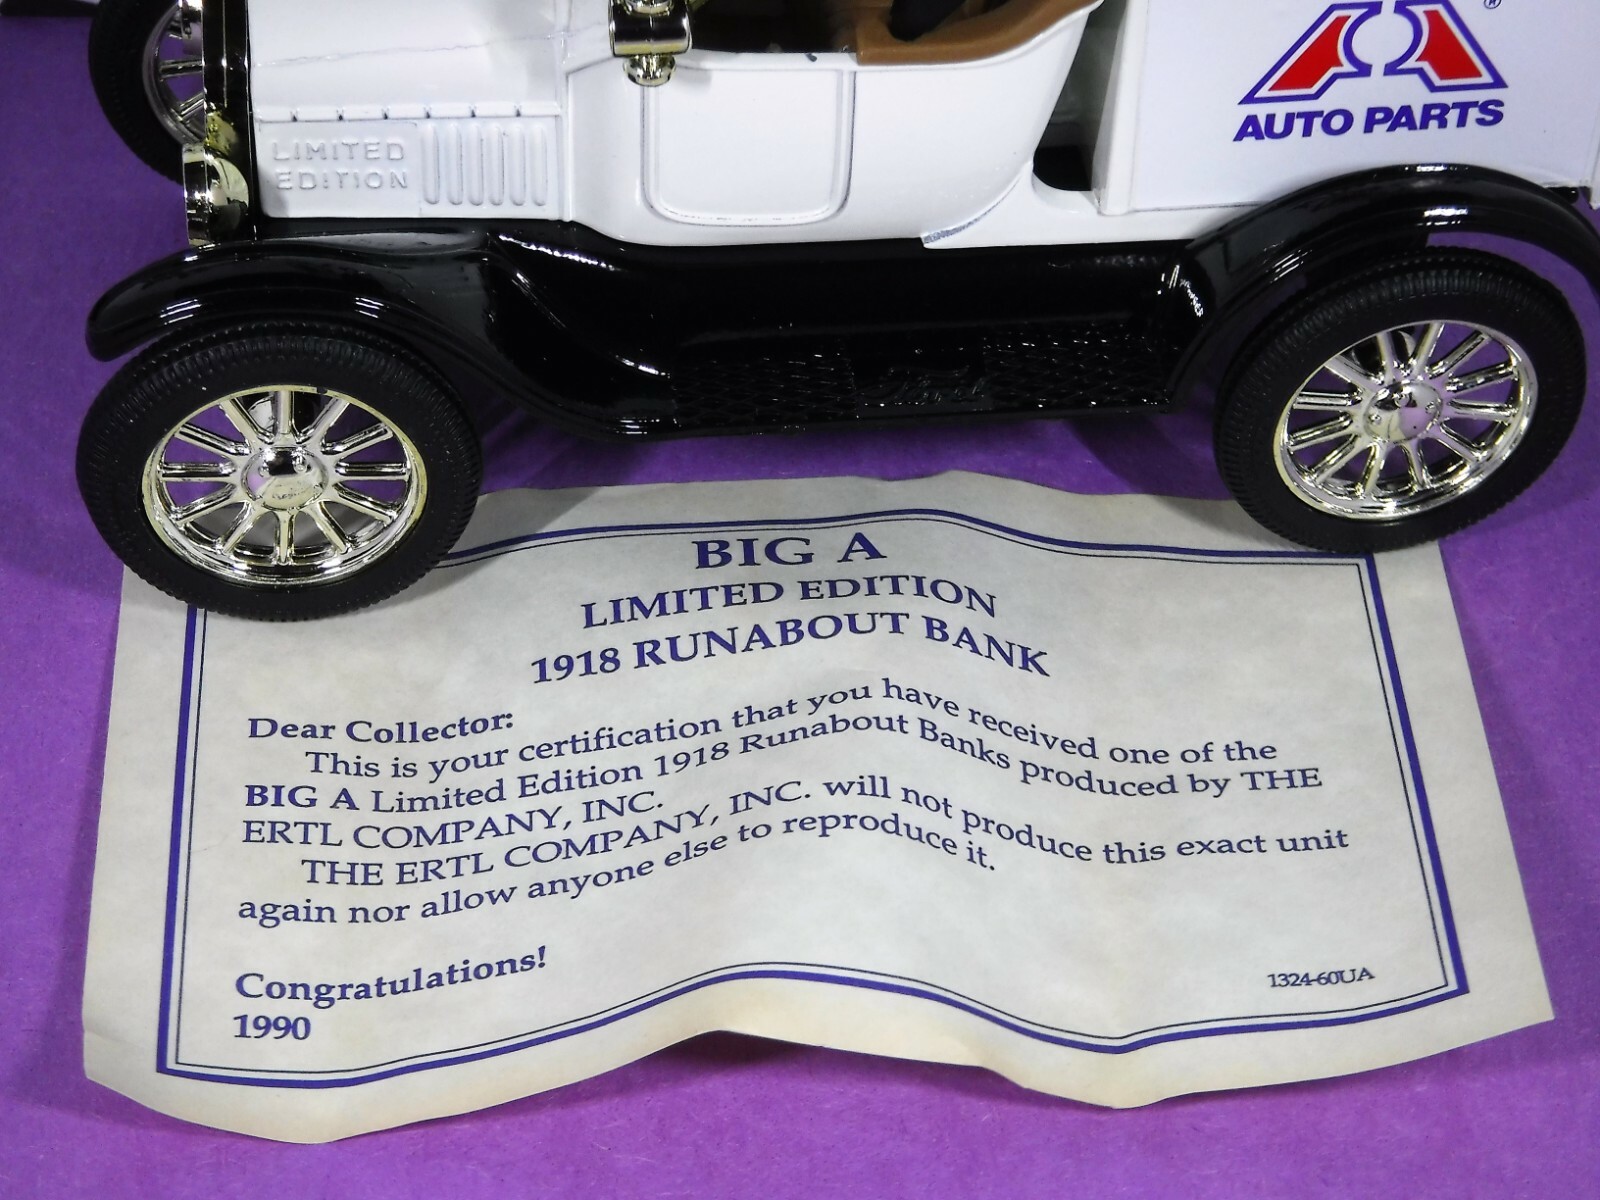 ®
AUTO PARTS
LIMITED
EDITION
Ford
BIG A
LIMITED EDITION
1918 RUNABOUT BANK
Dear Collector:
This is your certification that you have received one of the
BIG A Limited Edition 1918 Runabout Banks produced by THE
ERTL COMPANY, INC.
THE ERTL COMPANY, INC. will not produce this exact unit
again nor allow anyone else to reproduce it.
Congratulations!
1990
1324-60UA